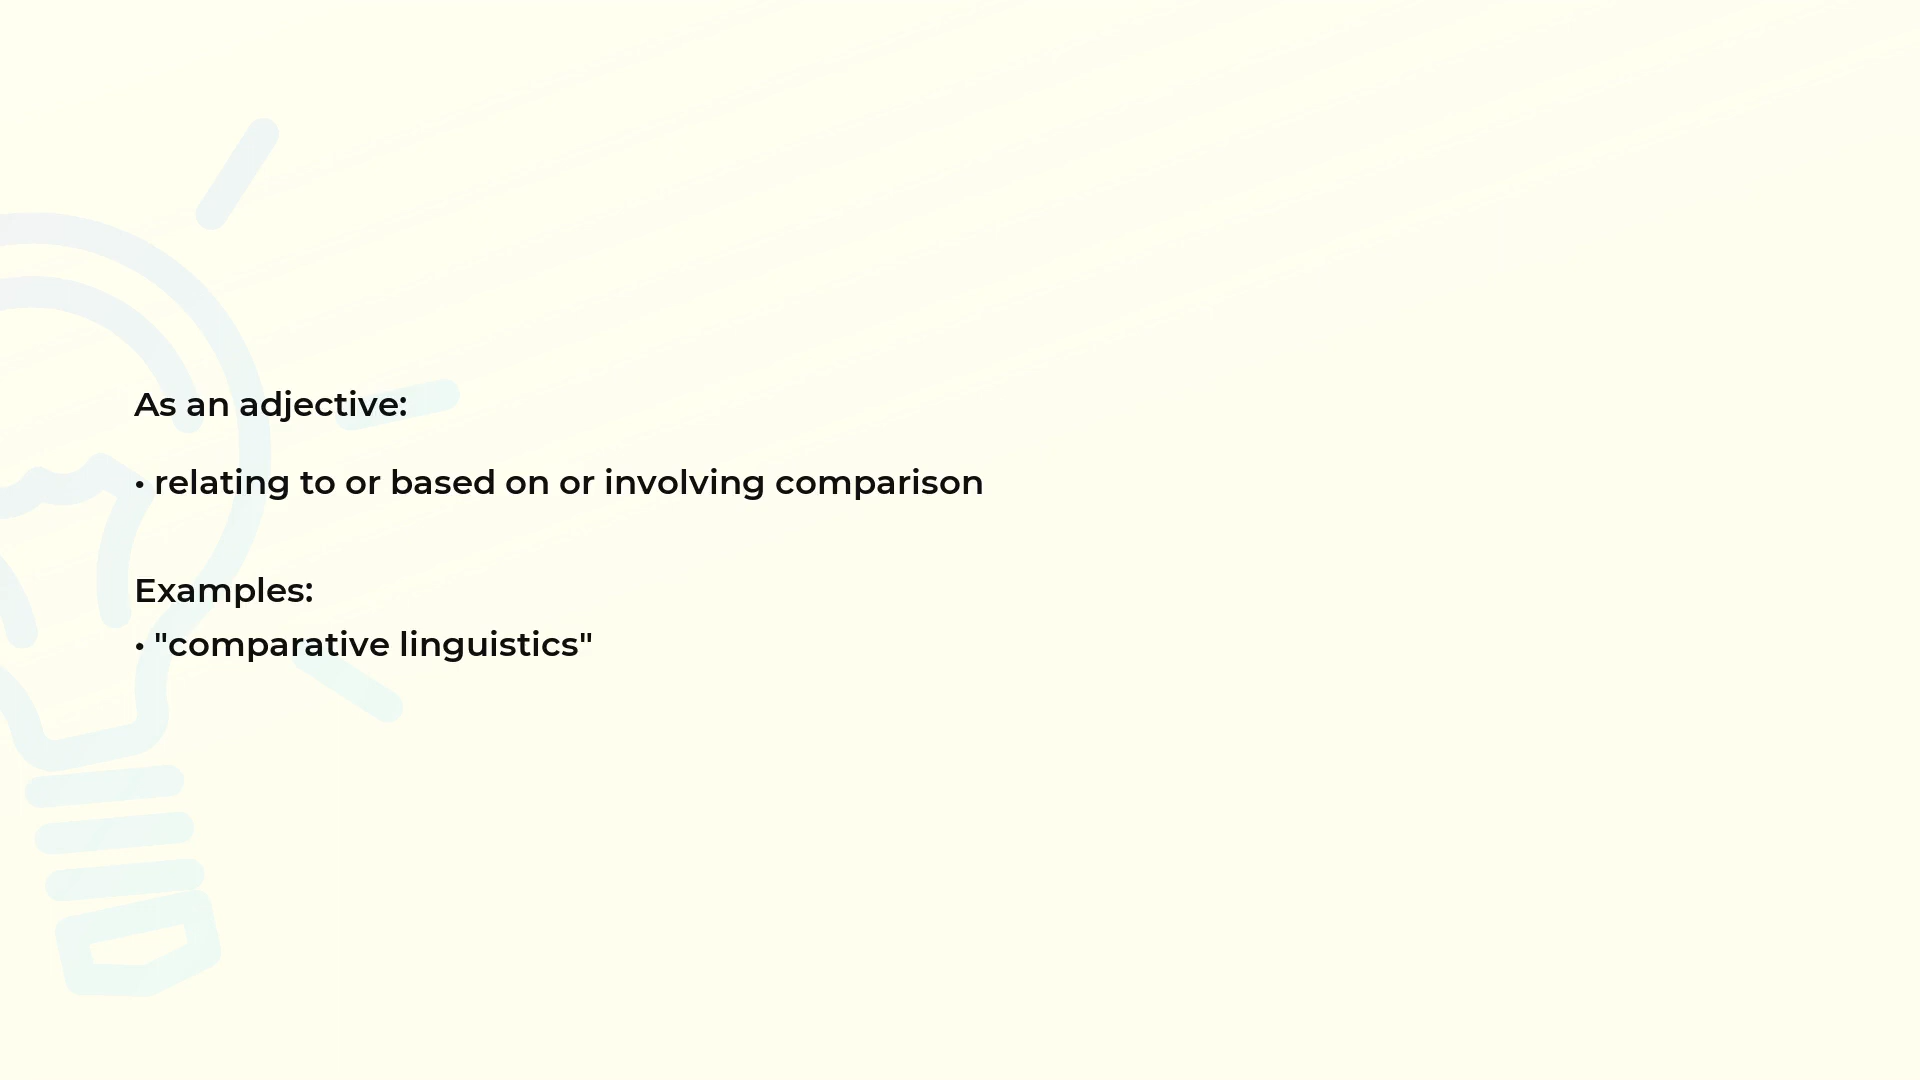 As an adjective:
• relating to or based on or involving comparison
Examples:
• "comparative linguistics"